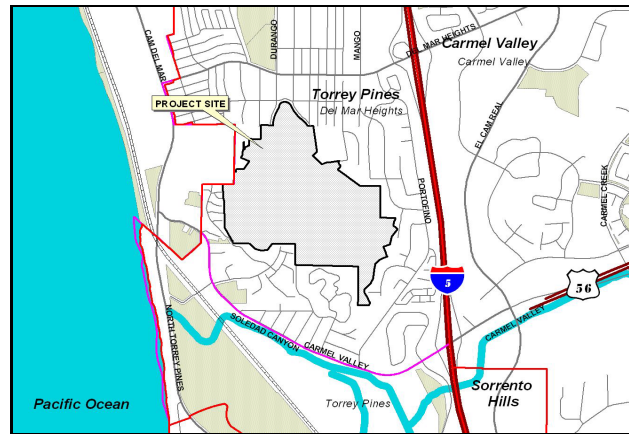 CAM DEL MAR
DURANGO
MANGO
DEL MAR HEIGHTS
Carmel Valley
Carmel Valley
PROJECT SITE
Torrey Pines
Del Mar Heights
EL CAM REAL
PORTOFINO
CARMEL CREEK
5
56
NORTH TORREY PINES
SOLEDAD CANYON
CARMEL VALLEY
CARMEL VALLEY
Pacific Ocean
Torrey Pines
Sorrento
Hills